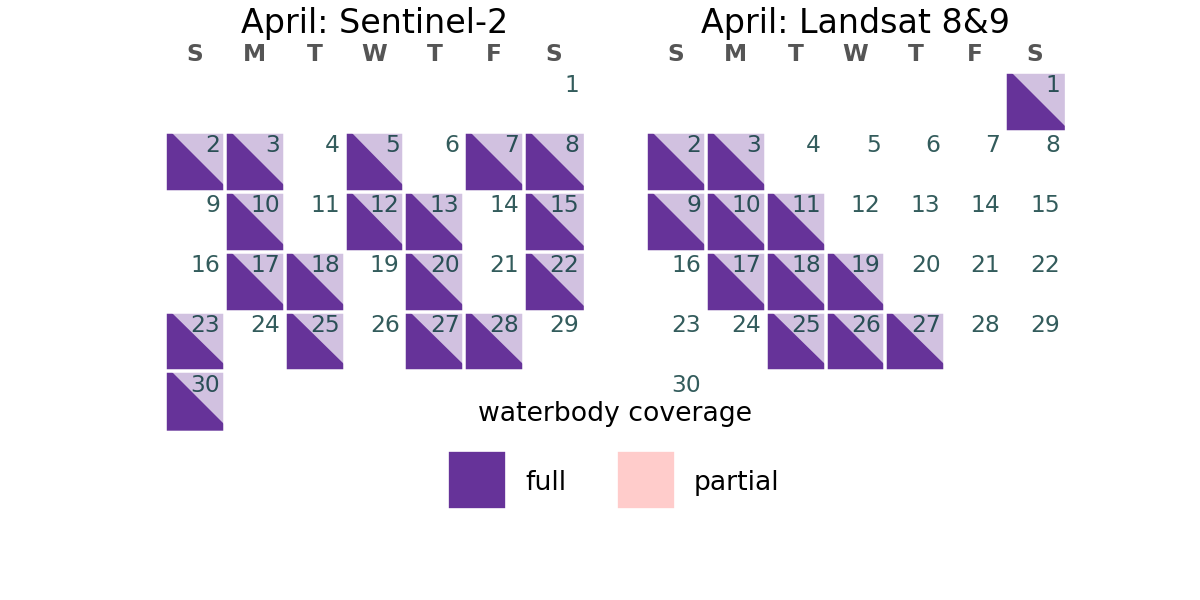 April: Sentinel-2
S M T W T F S
1
2 3 4 5 6 7 8
9 10 11 12 13 14 15
16 17 18 19 20 21 22
23 24 25 26 27 28 29
30
April: Landsat 8&9
S M T W T F S
1
2 3 4 5 6 7 8
9 10 11 12 13 14 15
16 17 18 19 20 21 22
23 24 25 26 27 28 29
30
waterbody coverage
full partial